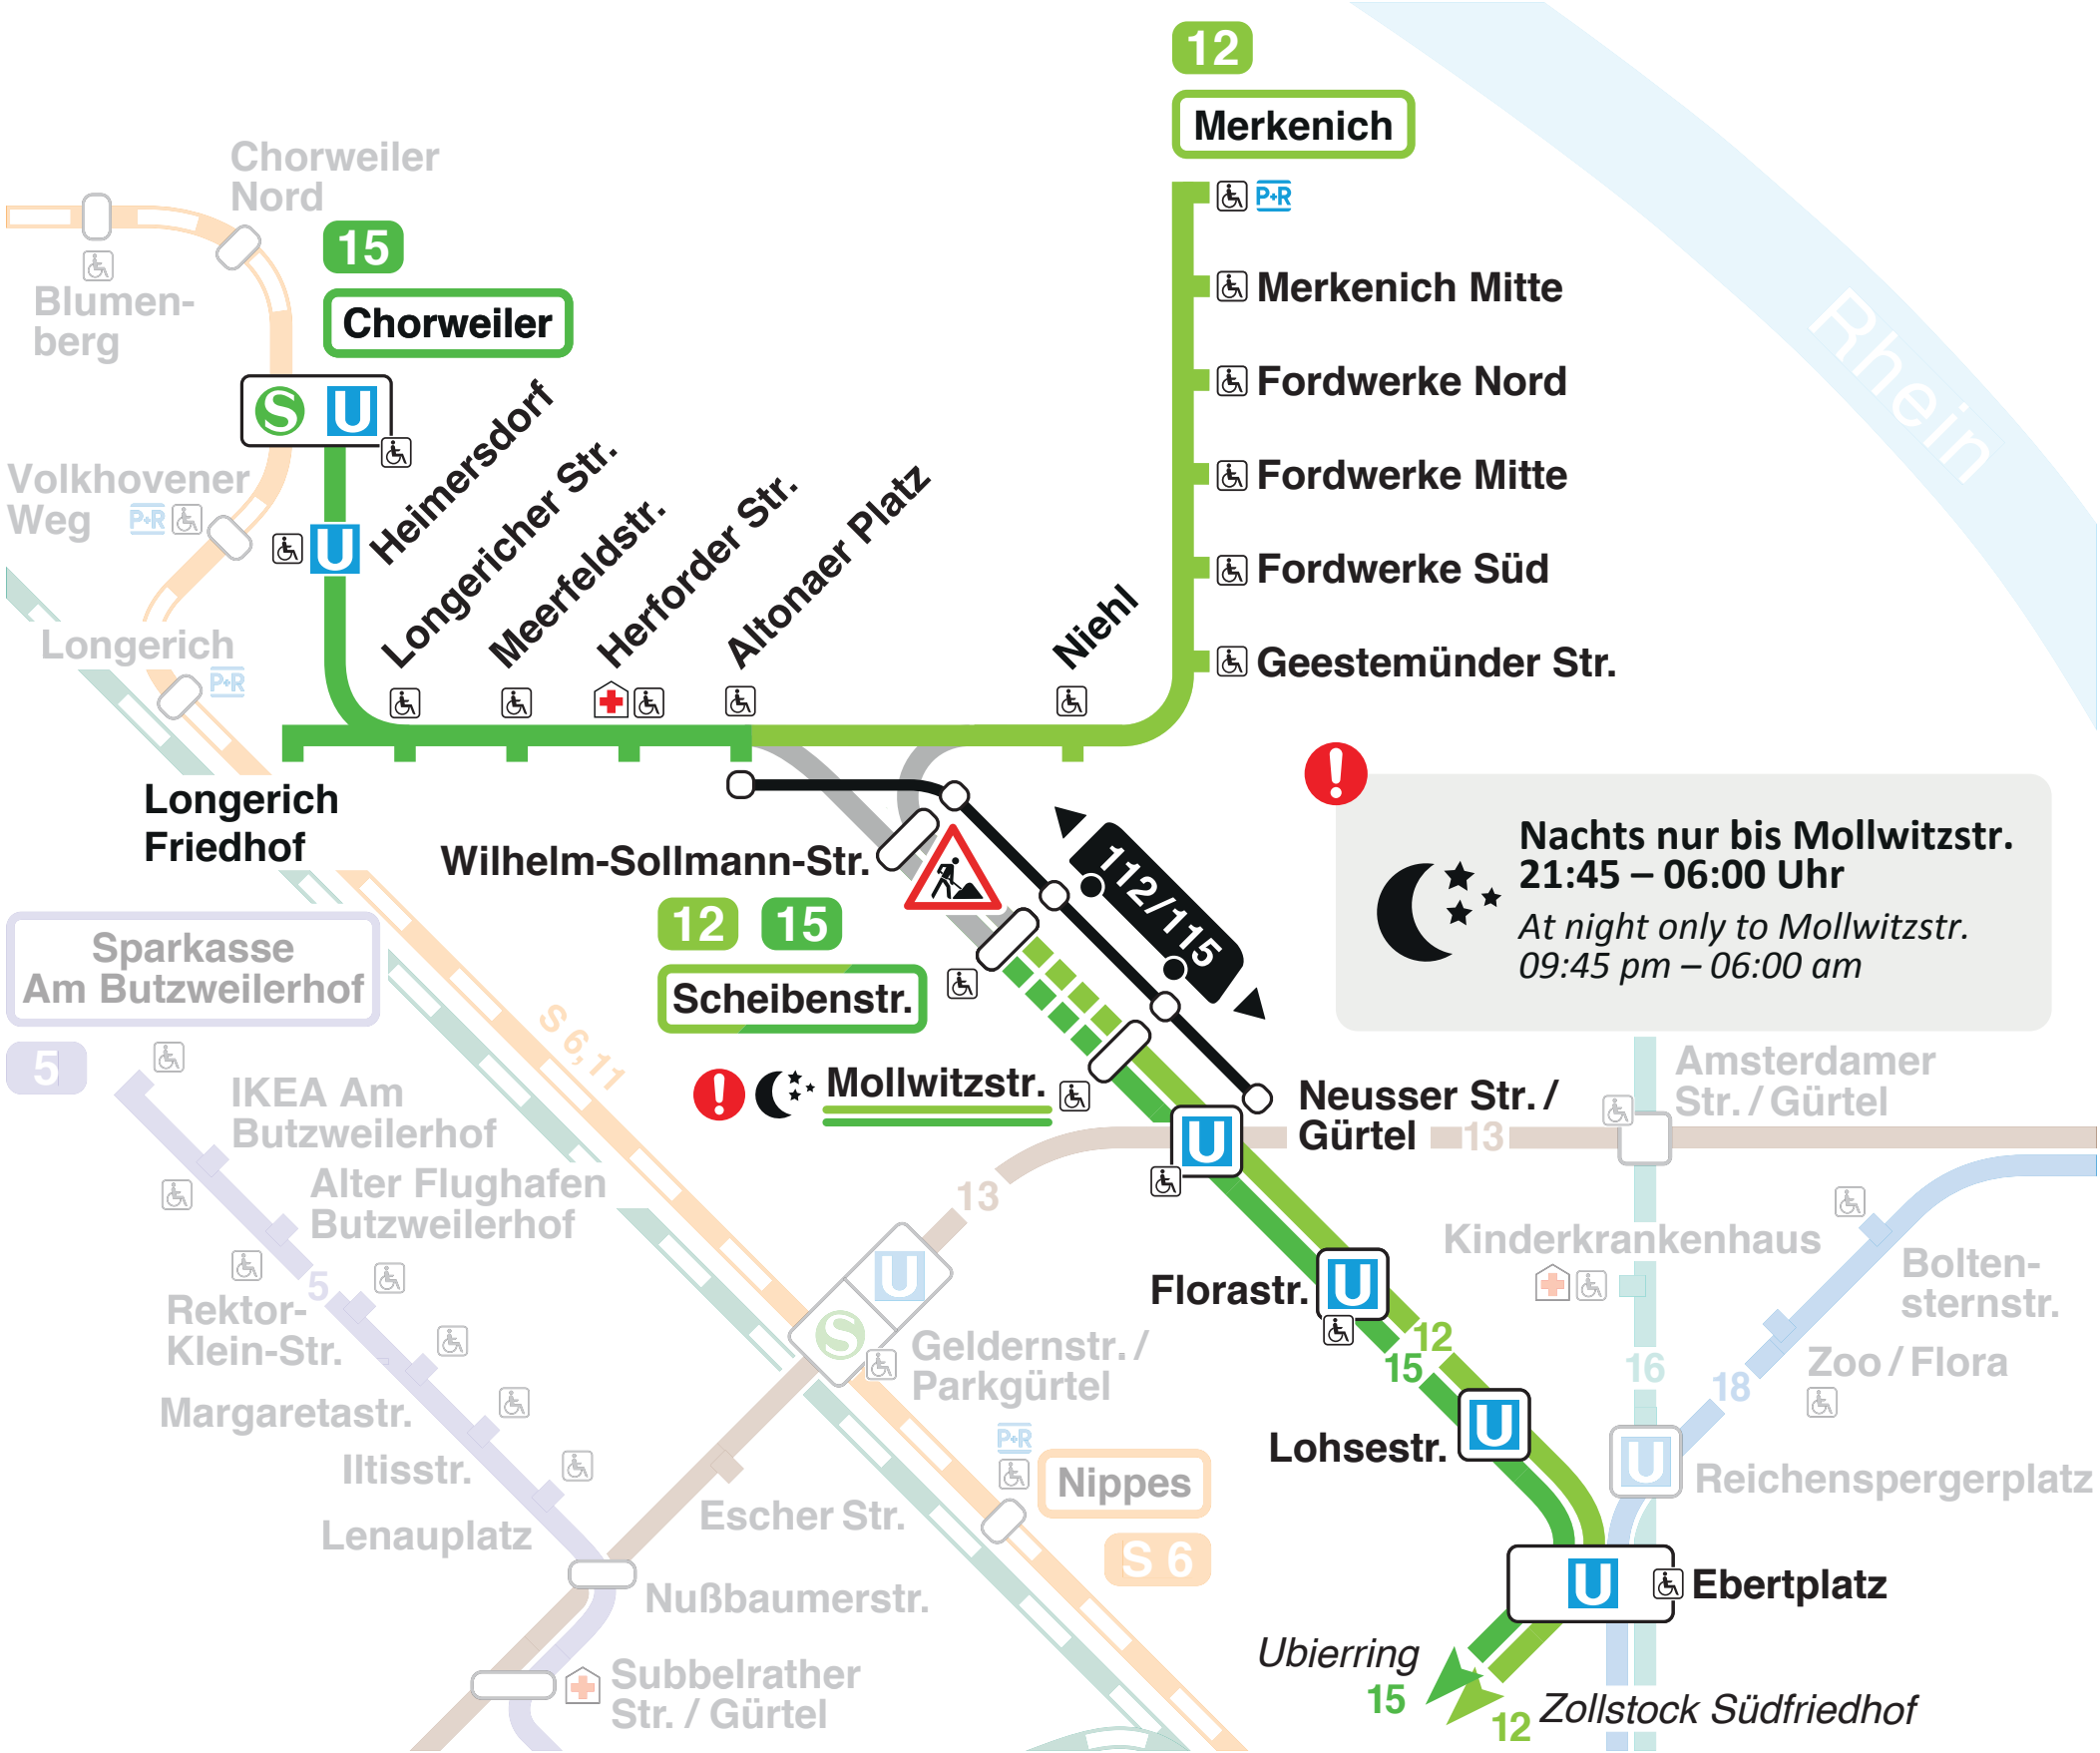 12
Merkenich
P+R
Merkenich Mitte
Fordwerke Nord
Fordwerke Mitte
Fordwerke Süd
Geestemünder Str.
Rhein
Chorweiler
Nord
15
Chorweiler
Blumen-
berg
S U
Volkhovener
Weg P+R
U
Heimersdorf
Longericher Str.
Meerfeldstr.
Herforder Str.
Altonaer Platz
Niehl
Longerich
P+R
Longerich
Friedhof
Wilhelm-Sollmann-Str.
112/115
!
Nachts nur bis Mollwitzstr.
21:45 – 06:00 Uhr
At night only to Mollwitzstr.
09:45 pm – 06:00 am
12 15
Scheibenstr.
! Mollwitzstr.
Sparkasse
Am Butzweilerhof
5
S 6,11
IKEA Am
Butzweilerhof
Alter Flughafen
Butzweilerhof
5
Rektor-
Klein-Str.
Margaretastr.
Iltisstr.
Lenauplatz
U
Neusser Str. /
Gürtel
13
Amsterdamer
Str. / Gürtel
13
U
S
Geldernstr. /
Parkgürtel
Florastr. U
12
15
Kinderkrankenhaus
Bolten-
sternstr.
16
18
Zoo / Flora
Lohsestr. U
U Reichenspergerplatz
P+R
Nippes
S 6
Escher Str.
Nußbaumerstr.
Subbelrather
Str. / Gürtel
U Ebertplatz
Ubierring
15
12 Zollstock Südfriedhof